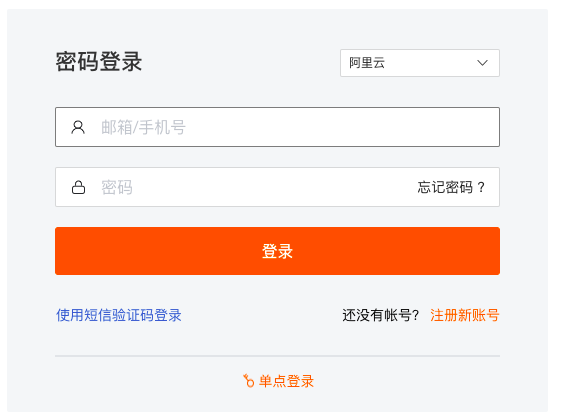 密码登录
阿里云
邮箱/手机号
密码
忘记密码 ?
登录
使用短信验证码登录
还没有帐号? 注册新账号
单点登录